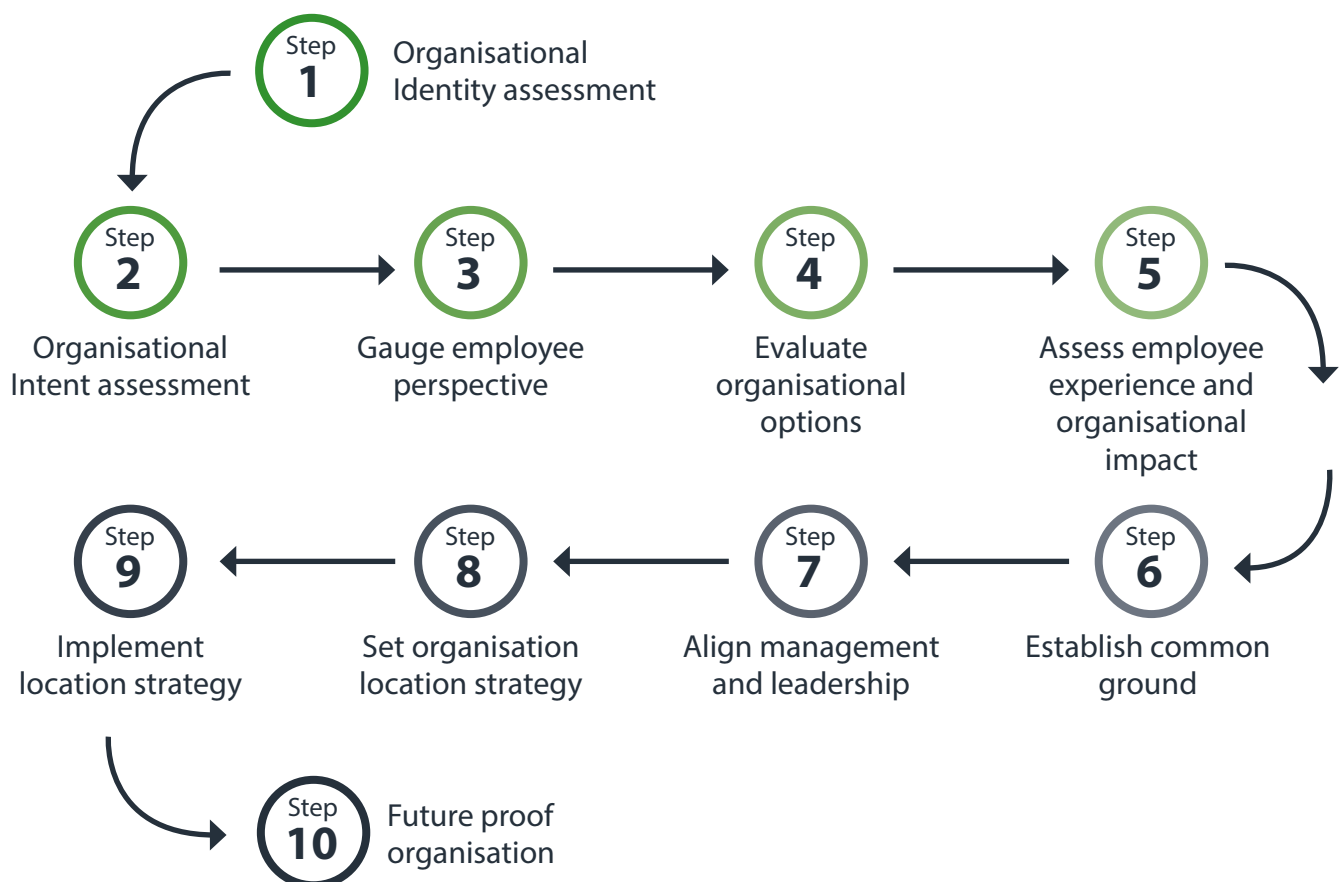 Step
1
Organisational
Identity assessment
Step
2
Organisational
Intent assessment
Step
3
Gauge employee
perspective
Step
4
Evaluate
organisational
options
Step
5
Assess employee
experience and
organisational
impact
Step
6
Establish common
ground
Step
7
Align management
and leadership
Step
8
Set organisation
location strategy
Step
9
Implement
location strategy
Step
10
Future proof
organisation